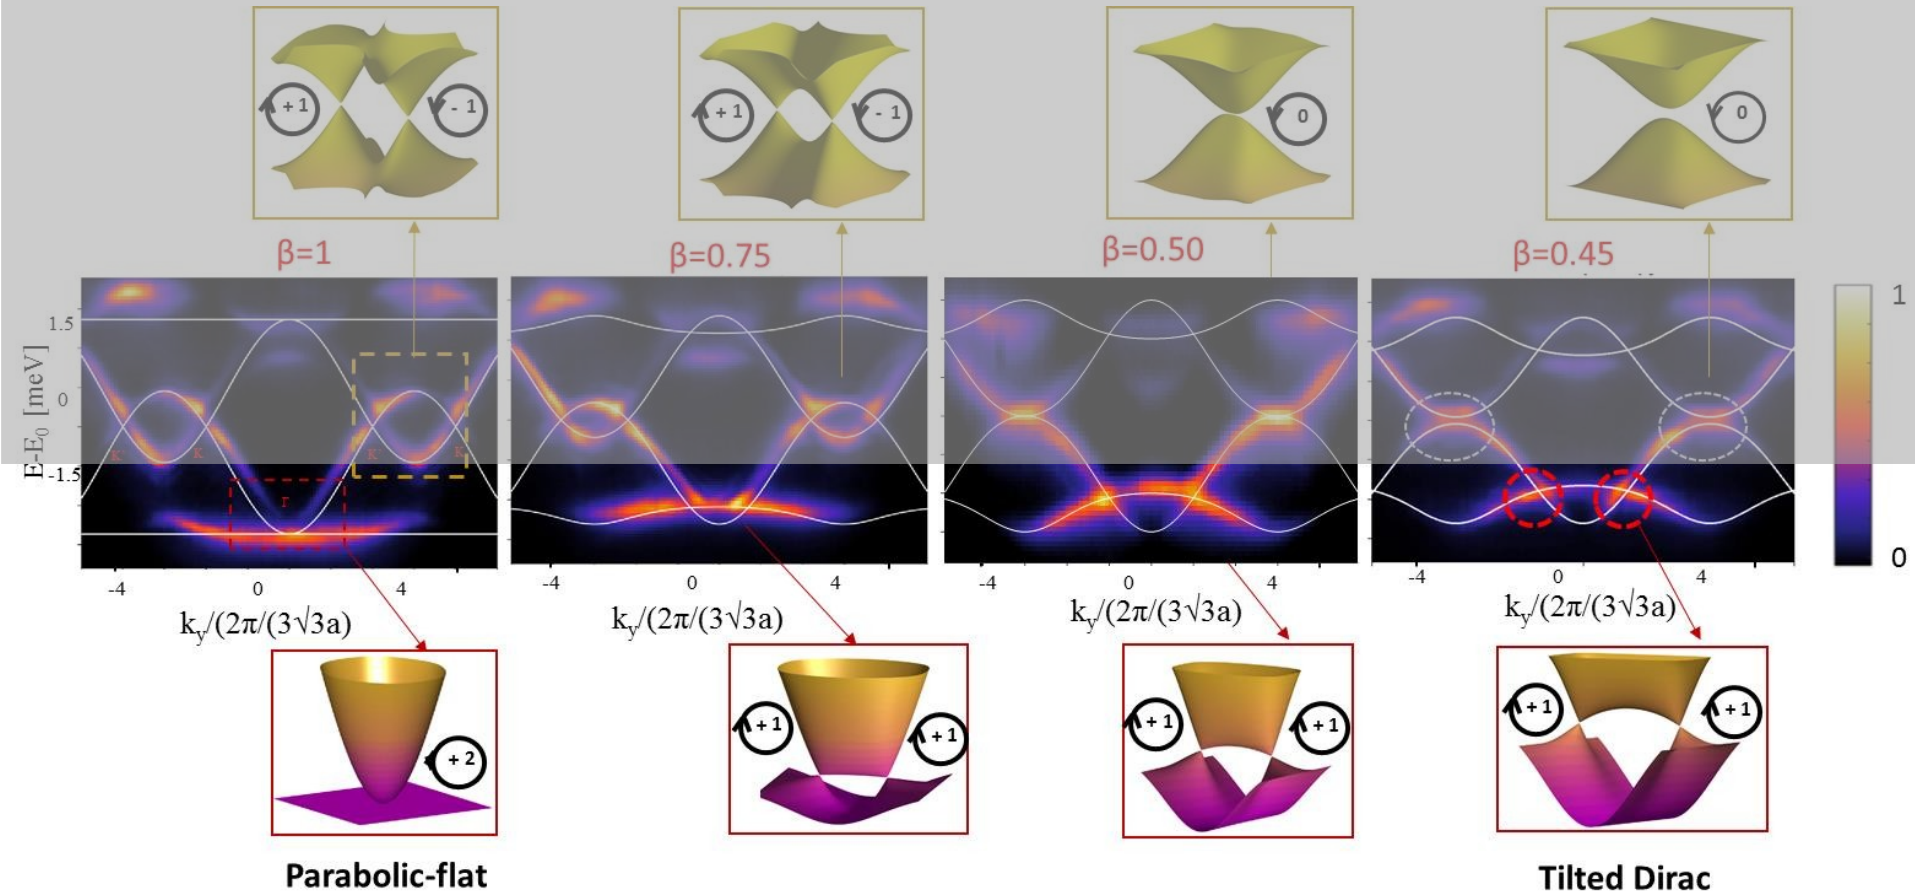 + 1
- 1
+ 1
- 1
0
0
β=1
β=0.75
β=0.50
β=0.45
E-E0 [meV]
1.5
0
-1.5
K'
K
K'
K
Γ
1
0
-4 0 4
-4 0 4
-4 0 4
-4 0 4
ky/(2π/(3√3a)
ky/(2π/(3√3a)
ky/(2π/(3√3a)
ky/(2π/(3√3a)
+ 2
+ 1
+ 1
+ 1
+ 1
+ 1
+ 1
Parabolic-flat
Tilted Dirac